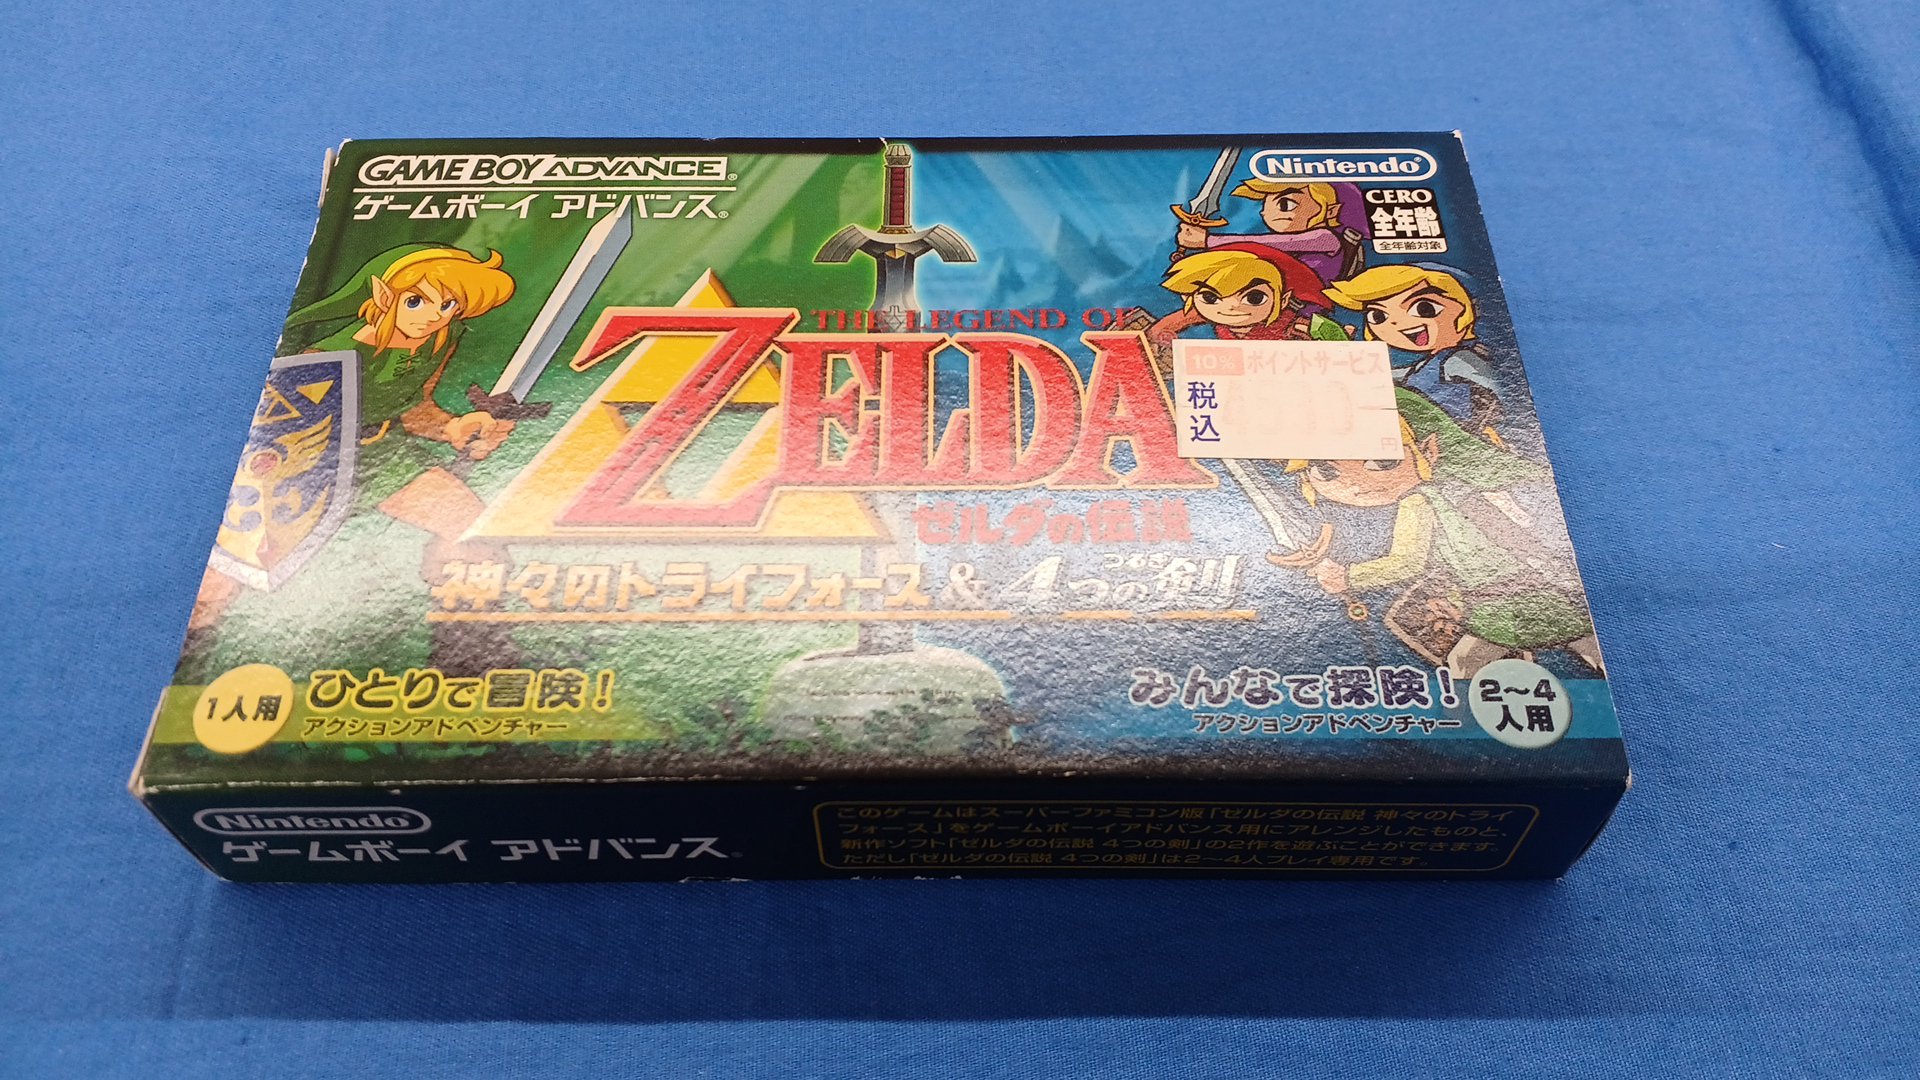 GAME BOY ADVANCE
ゲームボーイ アドバンス
Nintendo
CERO
全年齢
全年齢対象
THE LEGEND OF
ZELDA
ゼルダの伝説
神々のトライフォース&4つの剣
つるぎ
10% ポイントサービス
税込
円
1人用
ひとりで冒険!
アクションアドベンチャー
みんなで探険!
アクションアドベンチャー
2〜4人用
Nintendo
ゲームボーイ アドバンス
このゲームはスーパーファミコン版「ゼルダの伝説 神々のトライ
フォース」をゲームボーイアドバンス用にアレンジしたものと、
新作ソフト「ゼルダの伝説 4つの剣」の2作を遊ぶことができます。
ただし「ゼルダの伝説 4つの剣」は2〜4人プレイ専用です。